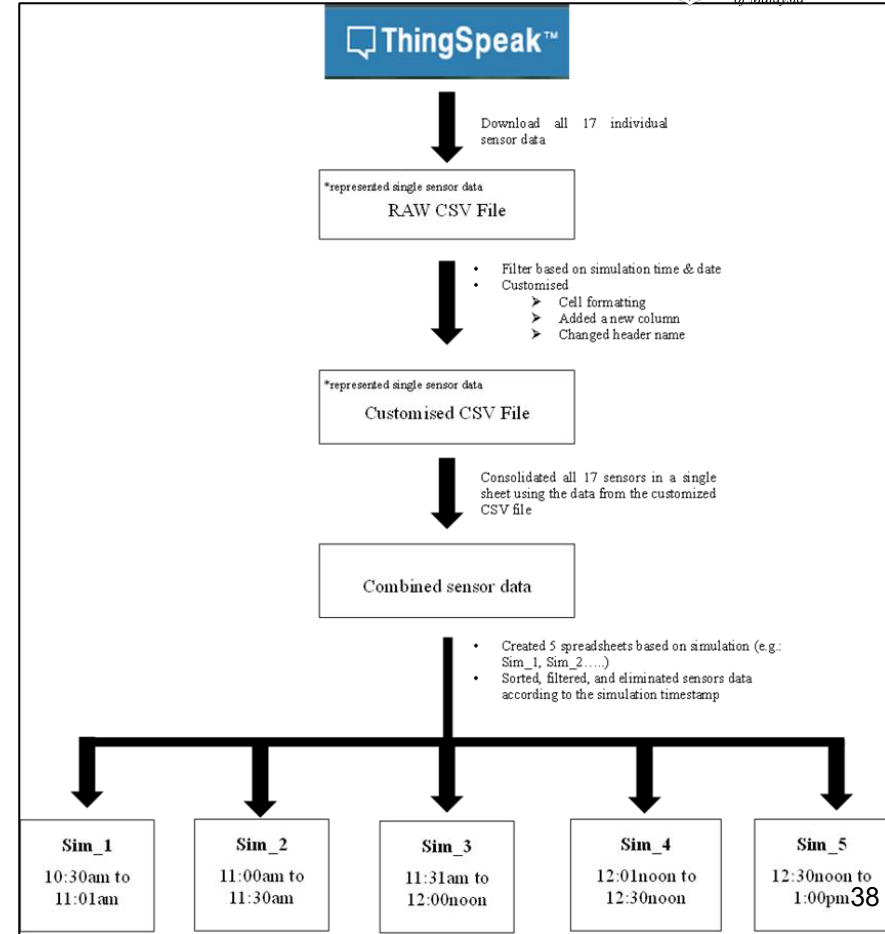 of Malaysia
ThingSpeak™
Download all 17 individual
sensor data
*represented single sensor data
RAW CSV File
• Filter based on simulation time & date
• Customised
➤ Cell formatting
➤ Added a new column
➤ Changed header name
*represented single sensor data
Customised CSV File
Consolidated all 17 sensors in a single
sheet using the data from the customized
CSV file
Combined sensor data
• Created 5 spreadsheets based on simulation (e.g.:
Sim_1, Sim_2.....)
• Sorted, filtered, and eliminated sensors data
according to the simulation timestamp
Sim_1
10:30am to
11:01am
Sim_2
11:00am to
11:30am
Sim_3
11:31am to
12:00noon
Sim_4
12:01noon to
12:30noon
Sim_5
12:30noon to
1:00pm
38